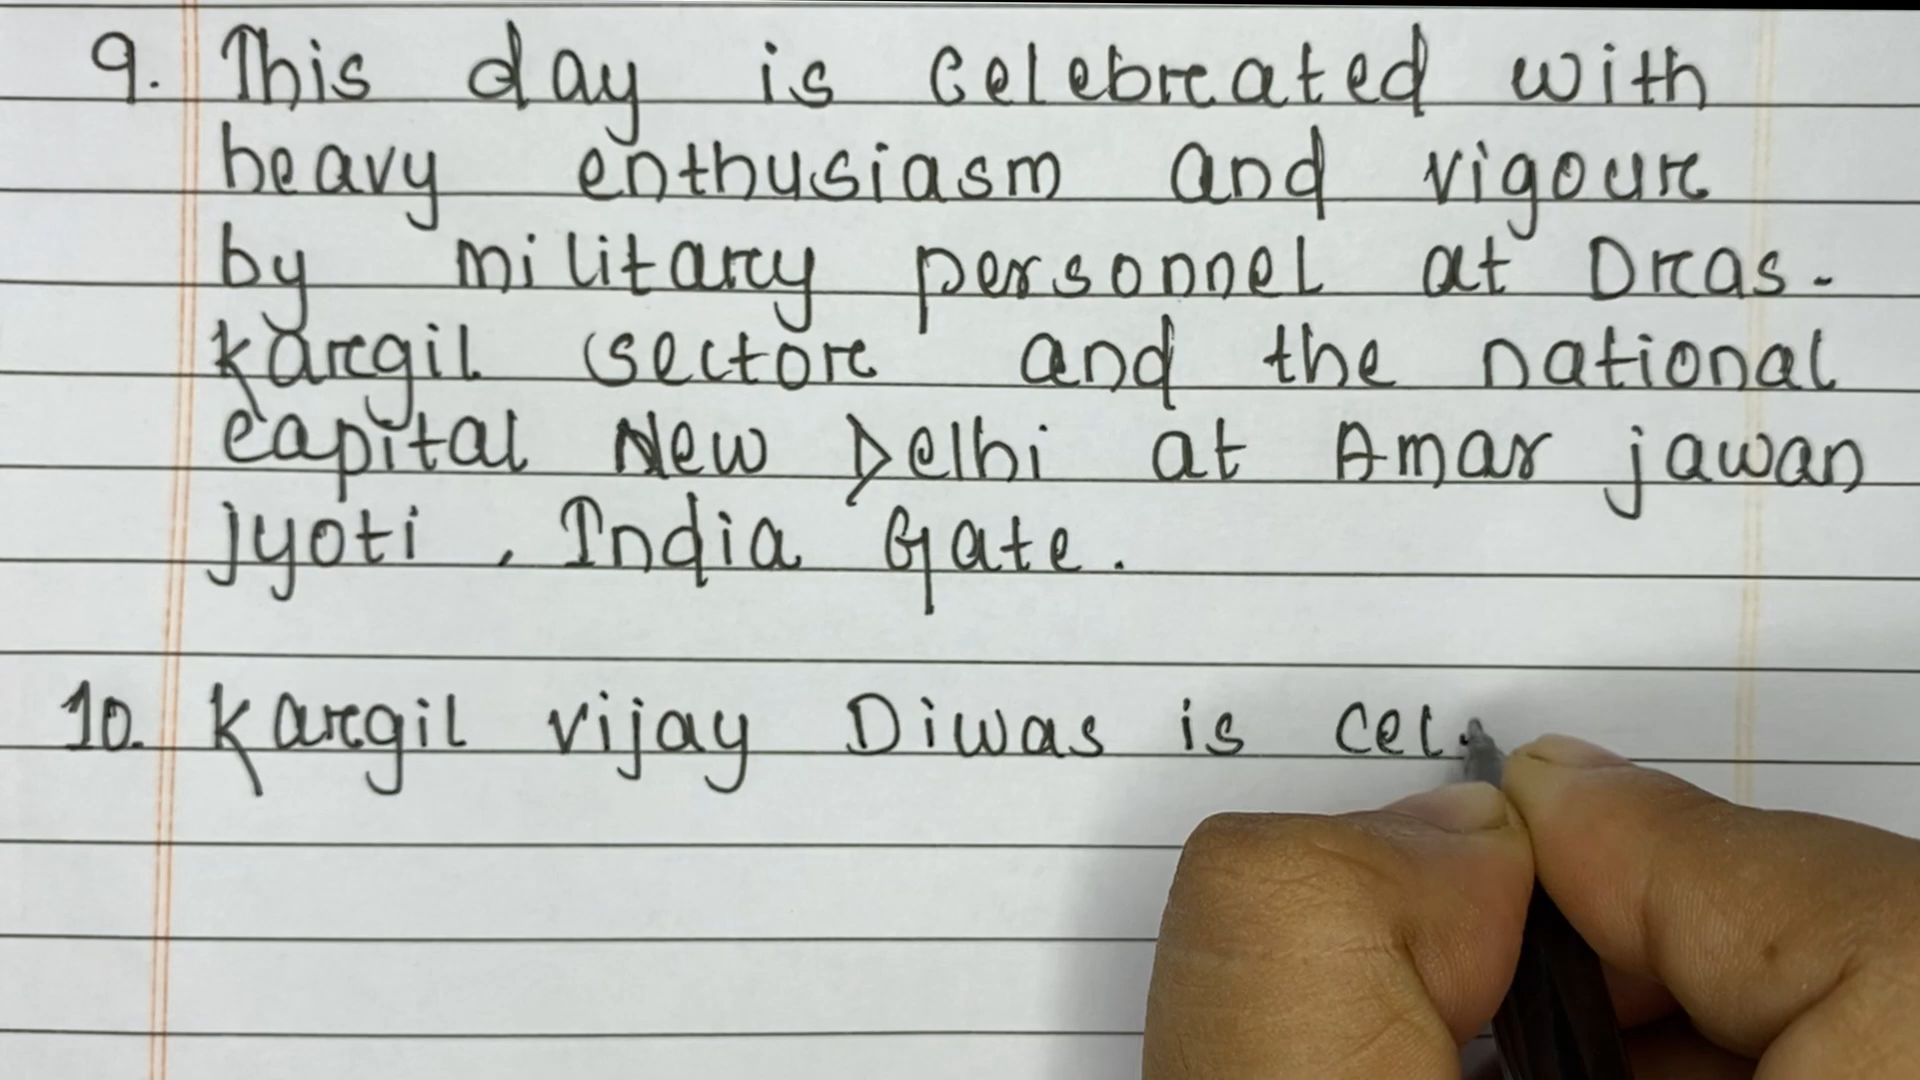 9. This day is celebrated with
heavy enthusiasm and vigour
by military personnel at Dras-
Kargil sector and the national
capital New Delhi at Amar jawan
jyoti, India Gate.
10. Kargil vijay Diwas is cel